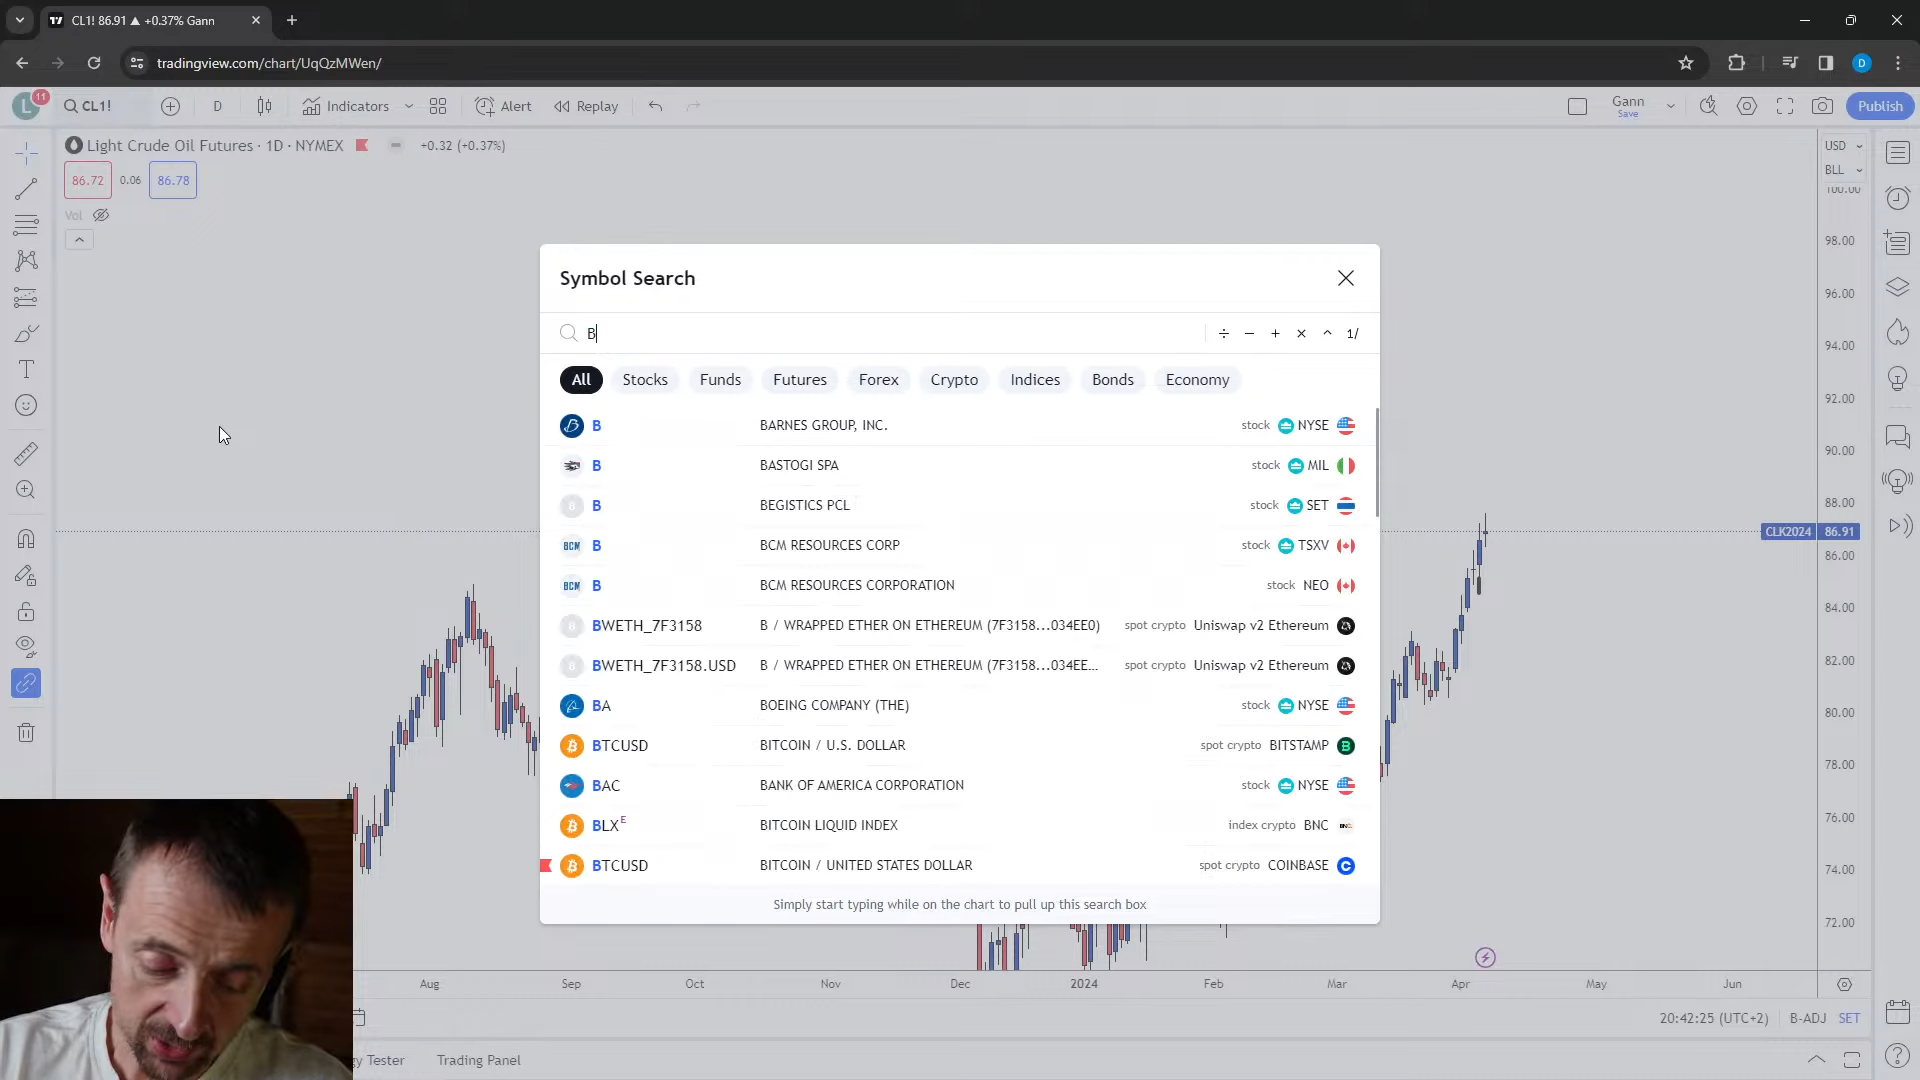 CL1! 86.91 ▲ +0.37% Gann
tradingview.com/chart/UqQzMWen/
D
L
11
CL1!
D
Indicators
Alert
Replay
Gann
Save
Publish
Light Crude Oil Futures · 1D · NYMEX
+0.32 (+0.37%)
86.72
0.06
86.78
Vol
USD
BLL
100.00
98.00
96.00
94.00
92.00
90.00
88.00
CLK2024 86.91
86.00
84.00
82.00
80.00
78.00
76.00
74.00
72.00
Symbol Search
B
÷ − + × ^ 1/
All Stocks Funds Futures Forex Crypto Indices Bonds Economy
B BARNES GROUP, INC. stock NYSE
B BASTOGI SPA stock MIL
B BEGISTICS PCL stock SET
BCM B BCM RESOURCES CORP stock TSXV
BCM B BCM RESOURCES CORPORATION stock NEO
BWETH_7F3158 B / WRAPPED ETHER ON ETHEREUM (7F3158...034EE0) spot crypto Uniswap v2 Ethereum
BWETH_7F3158.USD B / WRAPPED ETHER ON ETHEREUM (7F3158...034EE... spot crypto Uniswap v2 Ethereum
BA BOEING COMPANY (THE) stock NYSE
BTCUSD BITCOIN / U.S. DOLLAR spot crypto BITSTAMP
BAC BANK OF AMERICA CORPORATION stock NYSE
BLX E BITCOIN LIQUID INDEX index crypto BNC
BTCUSD BITCOIN / UNITED STATES DOLLAR spot crypto COINBASE
Simply start typing while on the chart to pull up this search box
Aug Sep Oct Nov Dec 2024 Feb Mar Apr May Jun
20:42:25 (UTC+2) B-ADJ SET
gy Tester Trading Panel